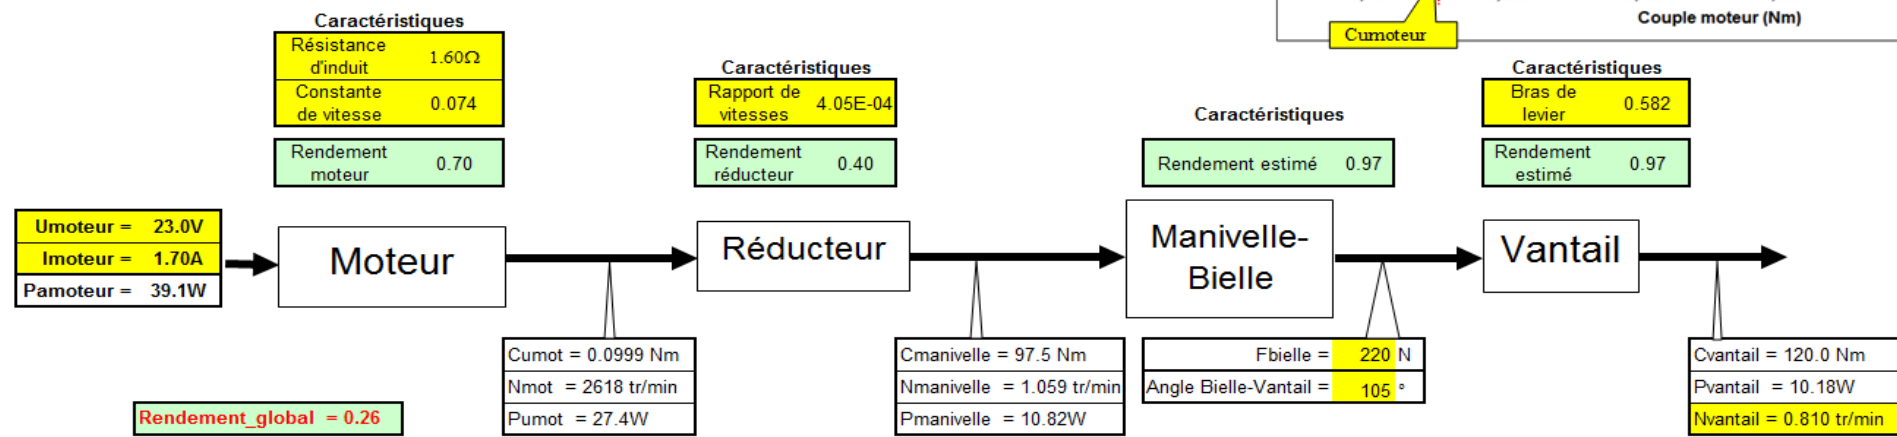 Couple moteur (Nm)
Cumoteur
Caractéristiques
Résistance
d'induit
1.60Ω
Constante
de vitesse
0.074
Rendement
moteur
0.70
Caractéristiques
Rapport de
vitesses
4.05E-04
Rendement
réducteur
0.40
Caractéristiques
Rendement estimé 0.97
Caractéristiques
Bras de
levier
0.582
Rendement
estimé
0.97
Umoteur = 23.0V
Imoteur = 1.70A
Pamoteur = 39.1W
Moteur
Réducteur
Manivelle-
Bielle
Vantail
Cumot = 0.0999 Nm
Nmot = 2618 tr/min
Pumot = 27.4W
Cmanivelle = 97.5 Nm
Nmanivelle = 1.059 tr/min
Pmanivelle = 10.82W
Fbielle = 220 N
Angle Bielle-Vantail = 105 °
Cvantail = 120.0 Nm
Pvantail = 10.18W
Nvantail = 0.810 tr/min
Rendement_global = 0.26